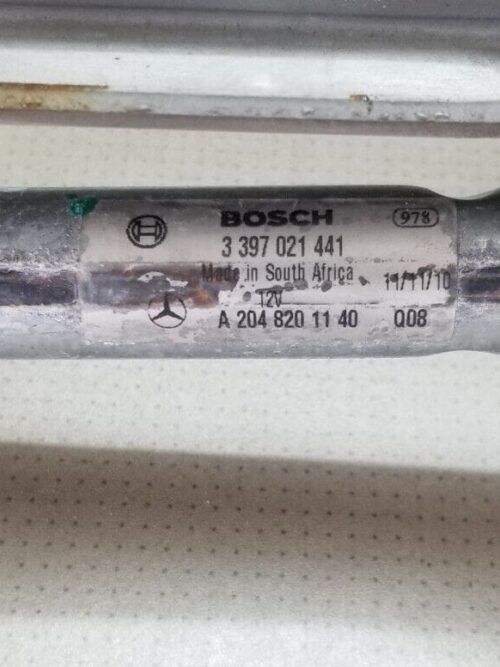 BOSCH 978
3 397 021 441
Made in South Africa 11/11/10
12V
A 204 820 11 40 Q08